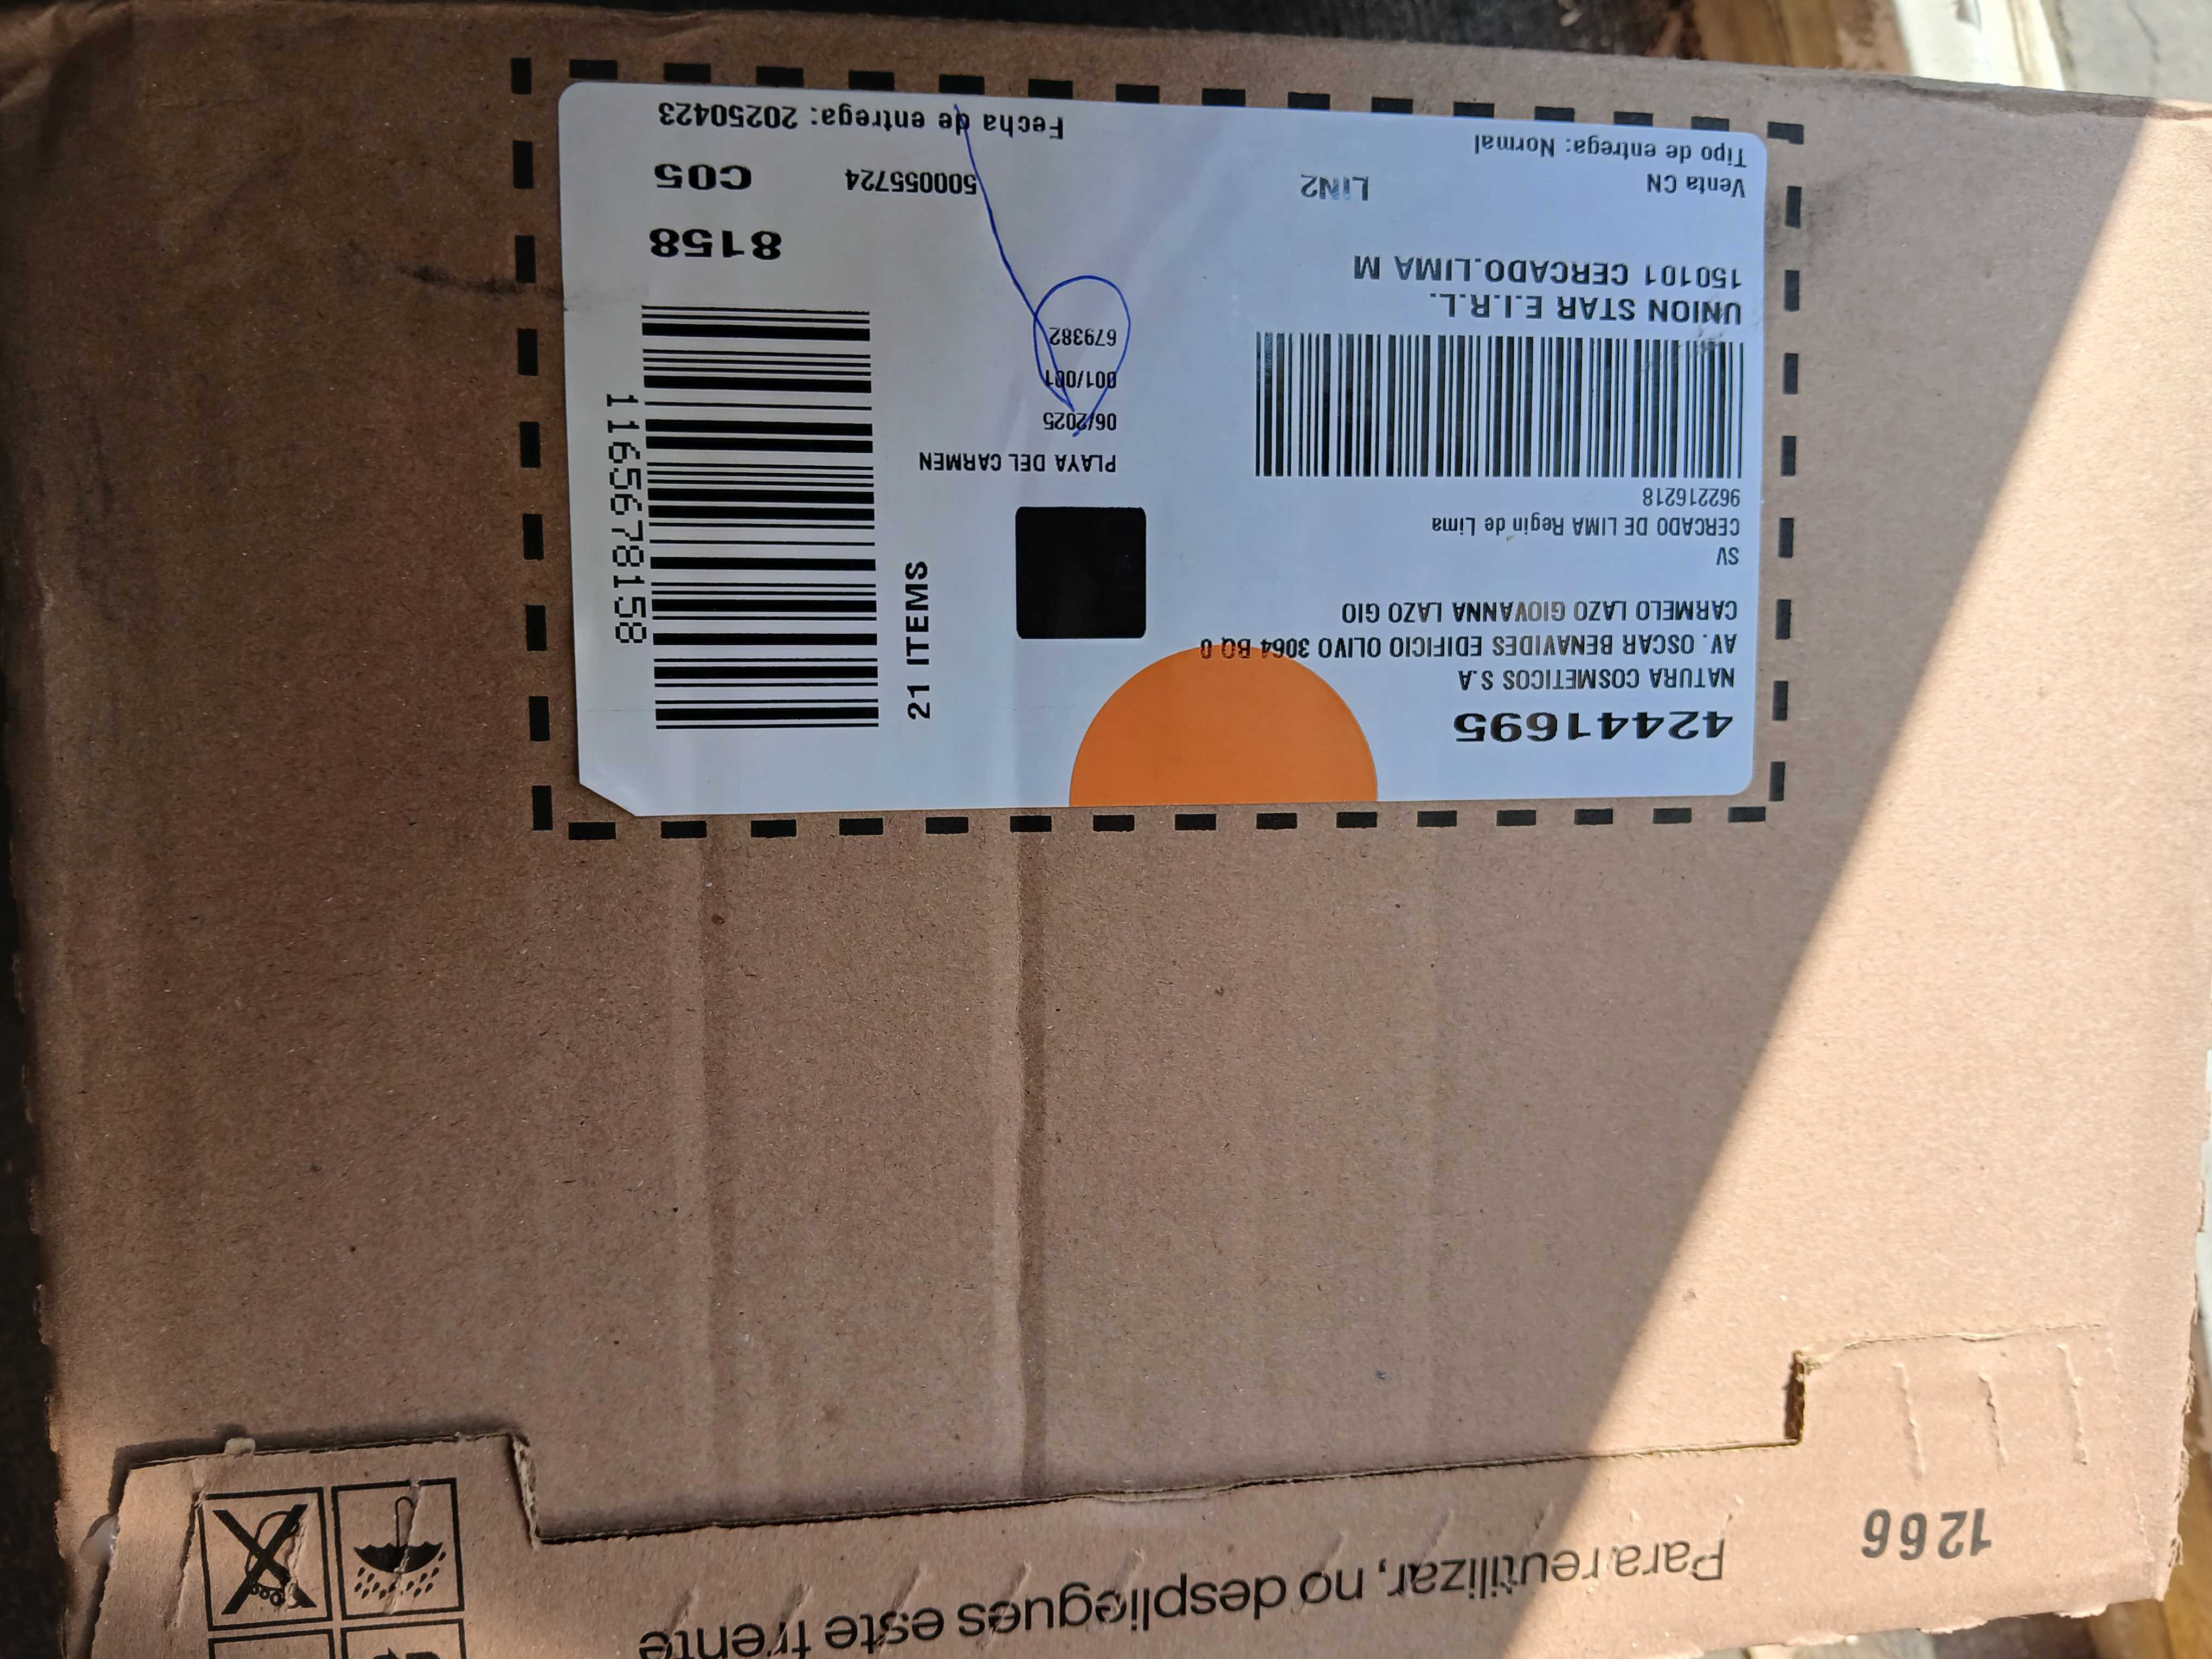 42441695
NATURA COSMETICOS S.A
AV. OSCAR BENAVIDES EDIFICIO OLIVO 3064 BQ 0
CARMELO LAZO GIOVANNA LAZO GIO
SV
CERCADO DE LIMA Regin de Lima
962216218
UNION STAR E.I.R.L.
150101 CERCADO.LIMA M
Venta CN
LIN2
Tipo de entrega: Normal
21 ITEMS
PLAYA DEL CARMEN
06/2025
001/001
679382
1165678158
8158
500055724
C05
Fecha de entrega: 20250423
1266
Para reutilizar, no despliegues este frente